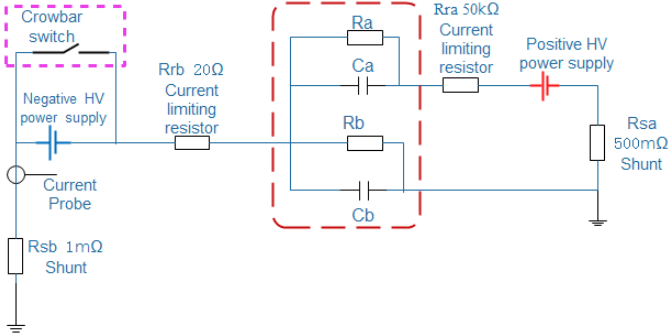 Crowbar
switch
Negative HV
power supply
Current
Probe
Rsb 1mΩ
Shunt
Rrb 20Ω
Current
limiting
resistor
Ra
Ca
Rb
Cb
Rra 50kΩ
Current
limiting
resistor
Positive HV
power supply
Rsa
500mΩ
Shunt